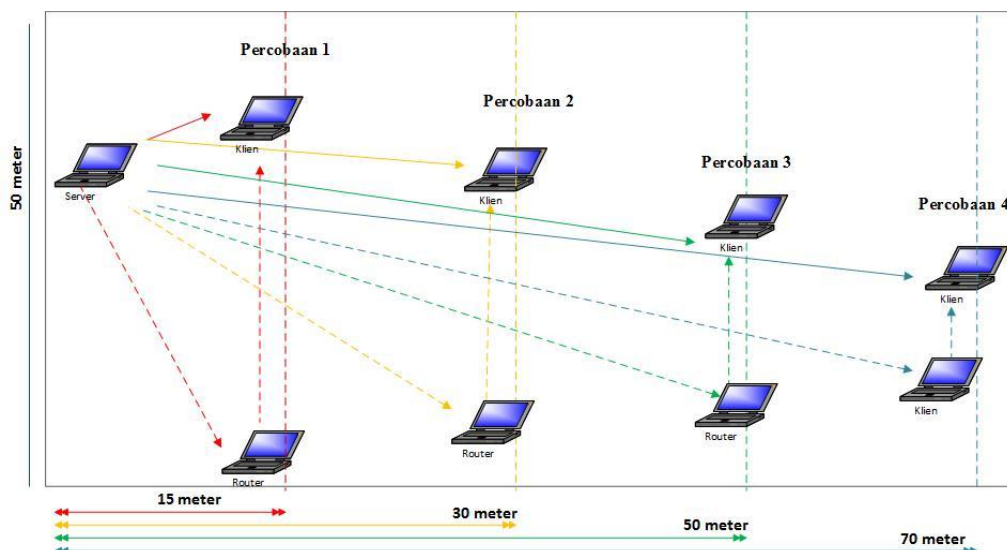 Percobaan 1
Percobaan 2
Percobaan 3
Percobaan 4
50 meter
Server
Klien
Klien
Klien
Klien
Klien
Router
Router
Router
15 meter
30 meter
50 meter
70 meter